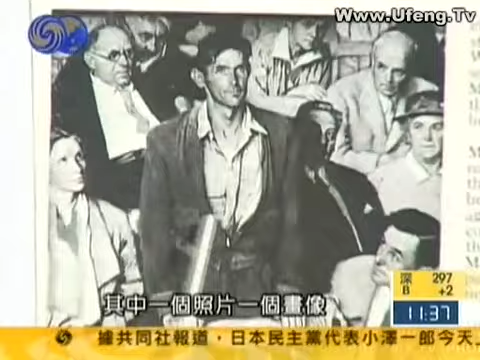 Www.Ufeng.Tv
其中一個照片一個畫像
深 297
B +2
11:37
據共同社報道，日本民主黨代表小澤一郎今天上